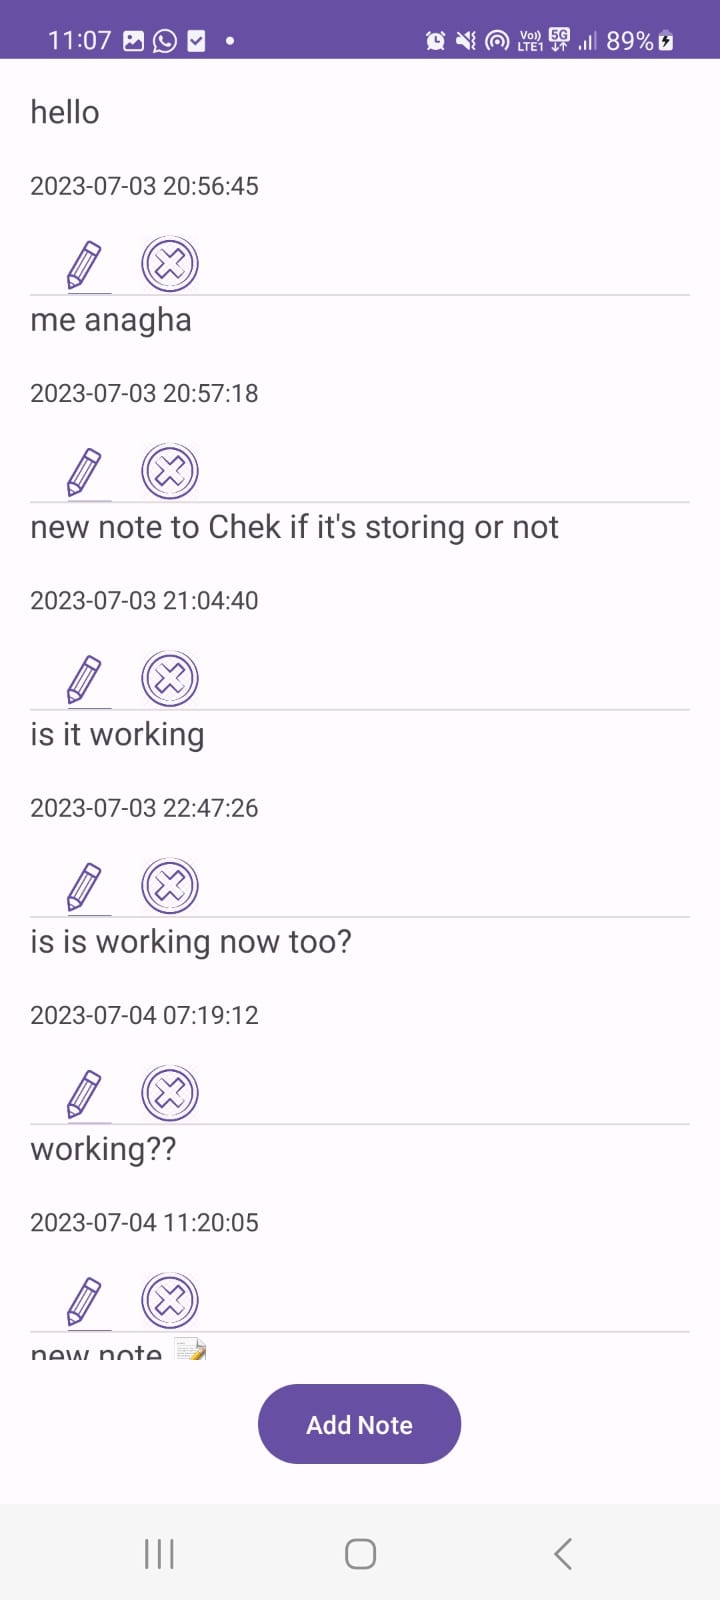 11:07
Vo)) LTE1 5G 89%
hello
2023-07-03 20:56:45
me anagha
2023-07-03 20:57:18
new note to Chek if it's storing or not
2023-07-03 21:04:40
is it working
2023-07-03 22:47:26
is is working now too?
2023-07-04 07:19:12
working??
2023-07-04 11:20:05
new note 📝
Add Note